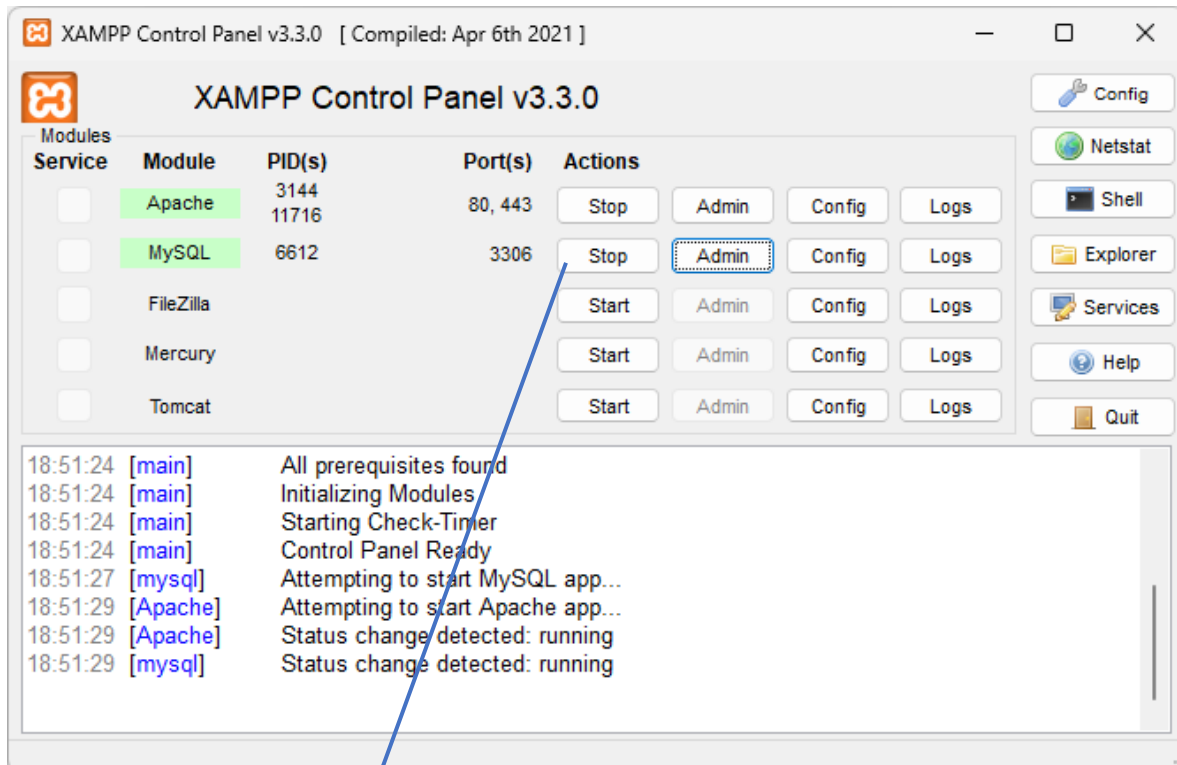 XAMPP Control Panel v3.3.0 [ Compiled: Apr 6th 2021 ]
XAMPP Control Panel v3.3.0
Config
Modules
Service Module PID(s) Port(s) Actions
Netstat
Apache 3144 11716 80, 443 Stop Admin Config Logs
Shell
MySQL 6612 3306 Stop Admin Config Logs
Explorer
FileZilla Start Admin Config Logs
Services
Mercury Start Admin Config Logs
Help
Tomcat Start Admin Config Logs
Quit
18:51:24 [main] All prerequisites found
18:51:24 [main] Initializing Modules
18:51:24 [main] Starting Check-Timer
18:51:24 [main] Control Panel Ready
18:51:27 [mysql] Attempting to start MySQL app...
18:51:29 [Apache] Attempting to start Apache app...
18:51:29 [Apache] Status change detected: running
18:51:29 [mysql] Status change detected: running